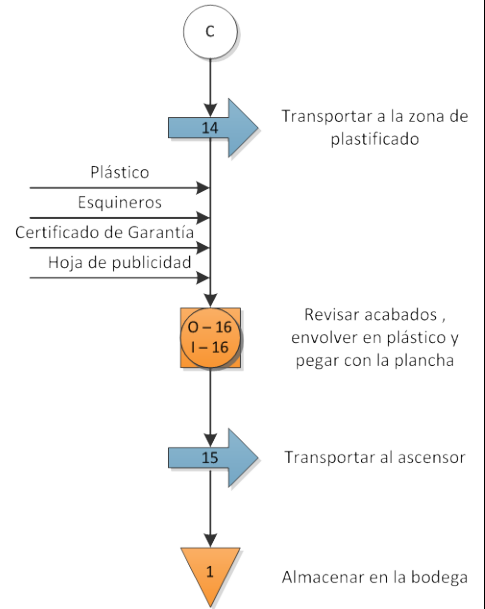 C
14
Transportar a la zona de
plastificado
Plástico
Esquineros
Certificado de Garantía
Hoja de publicidad
O – 16
I – 16
Revisar acabados ,
envolver en plástico y
pegar con la plancha
15
Transportar al ascensor
1
Almacenar en la bodega